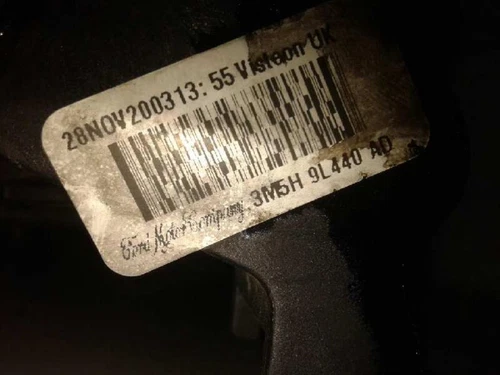 28NOV200313:55 Visteon UK
Ford Motor Company 3M5H 9L440 AD